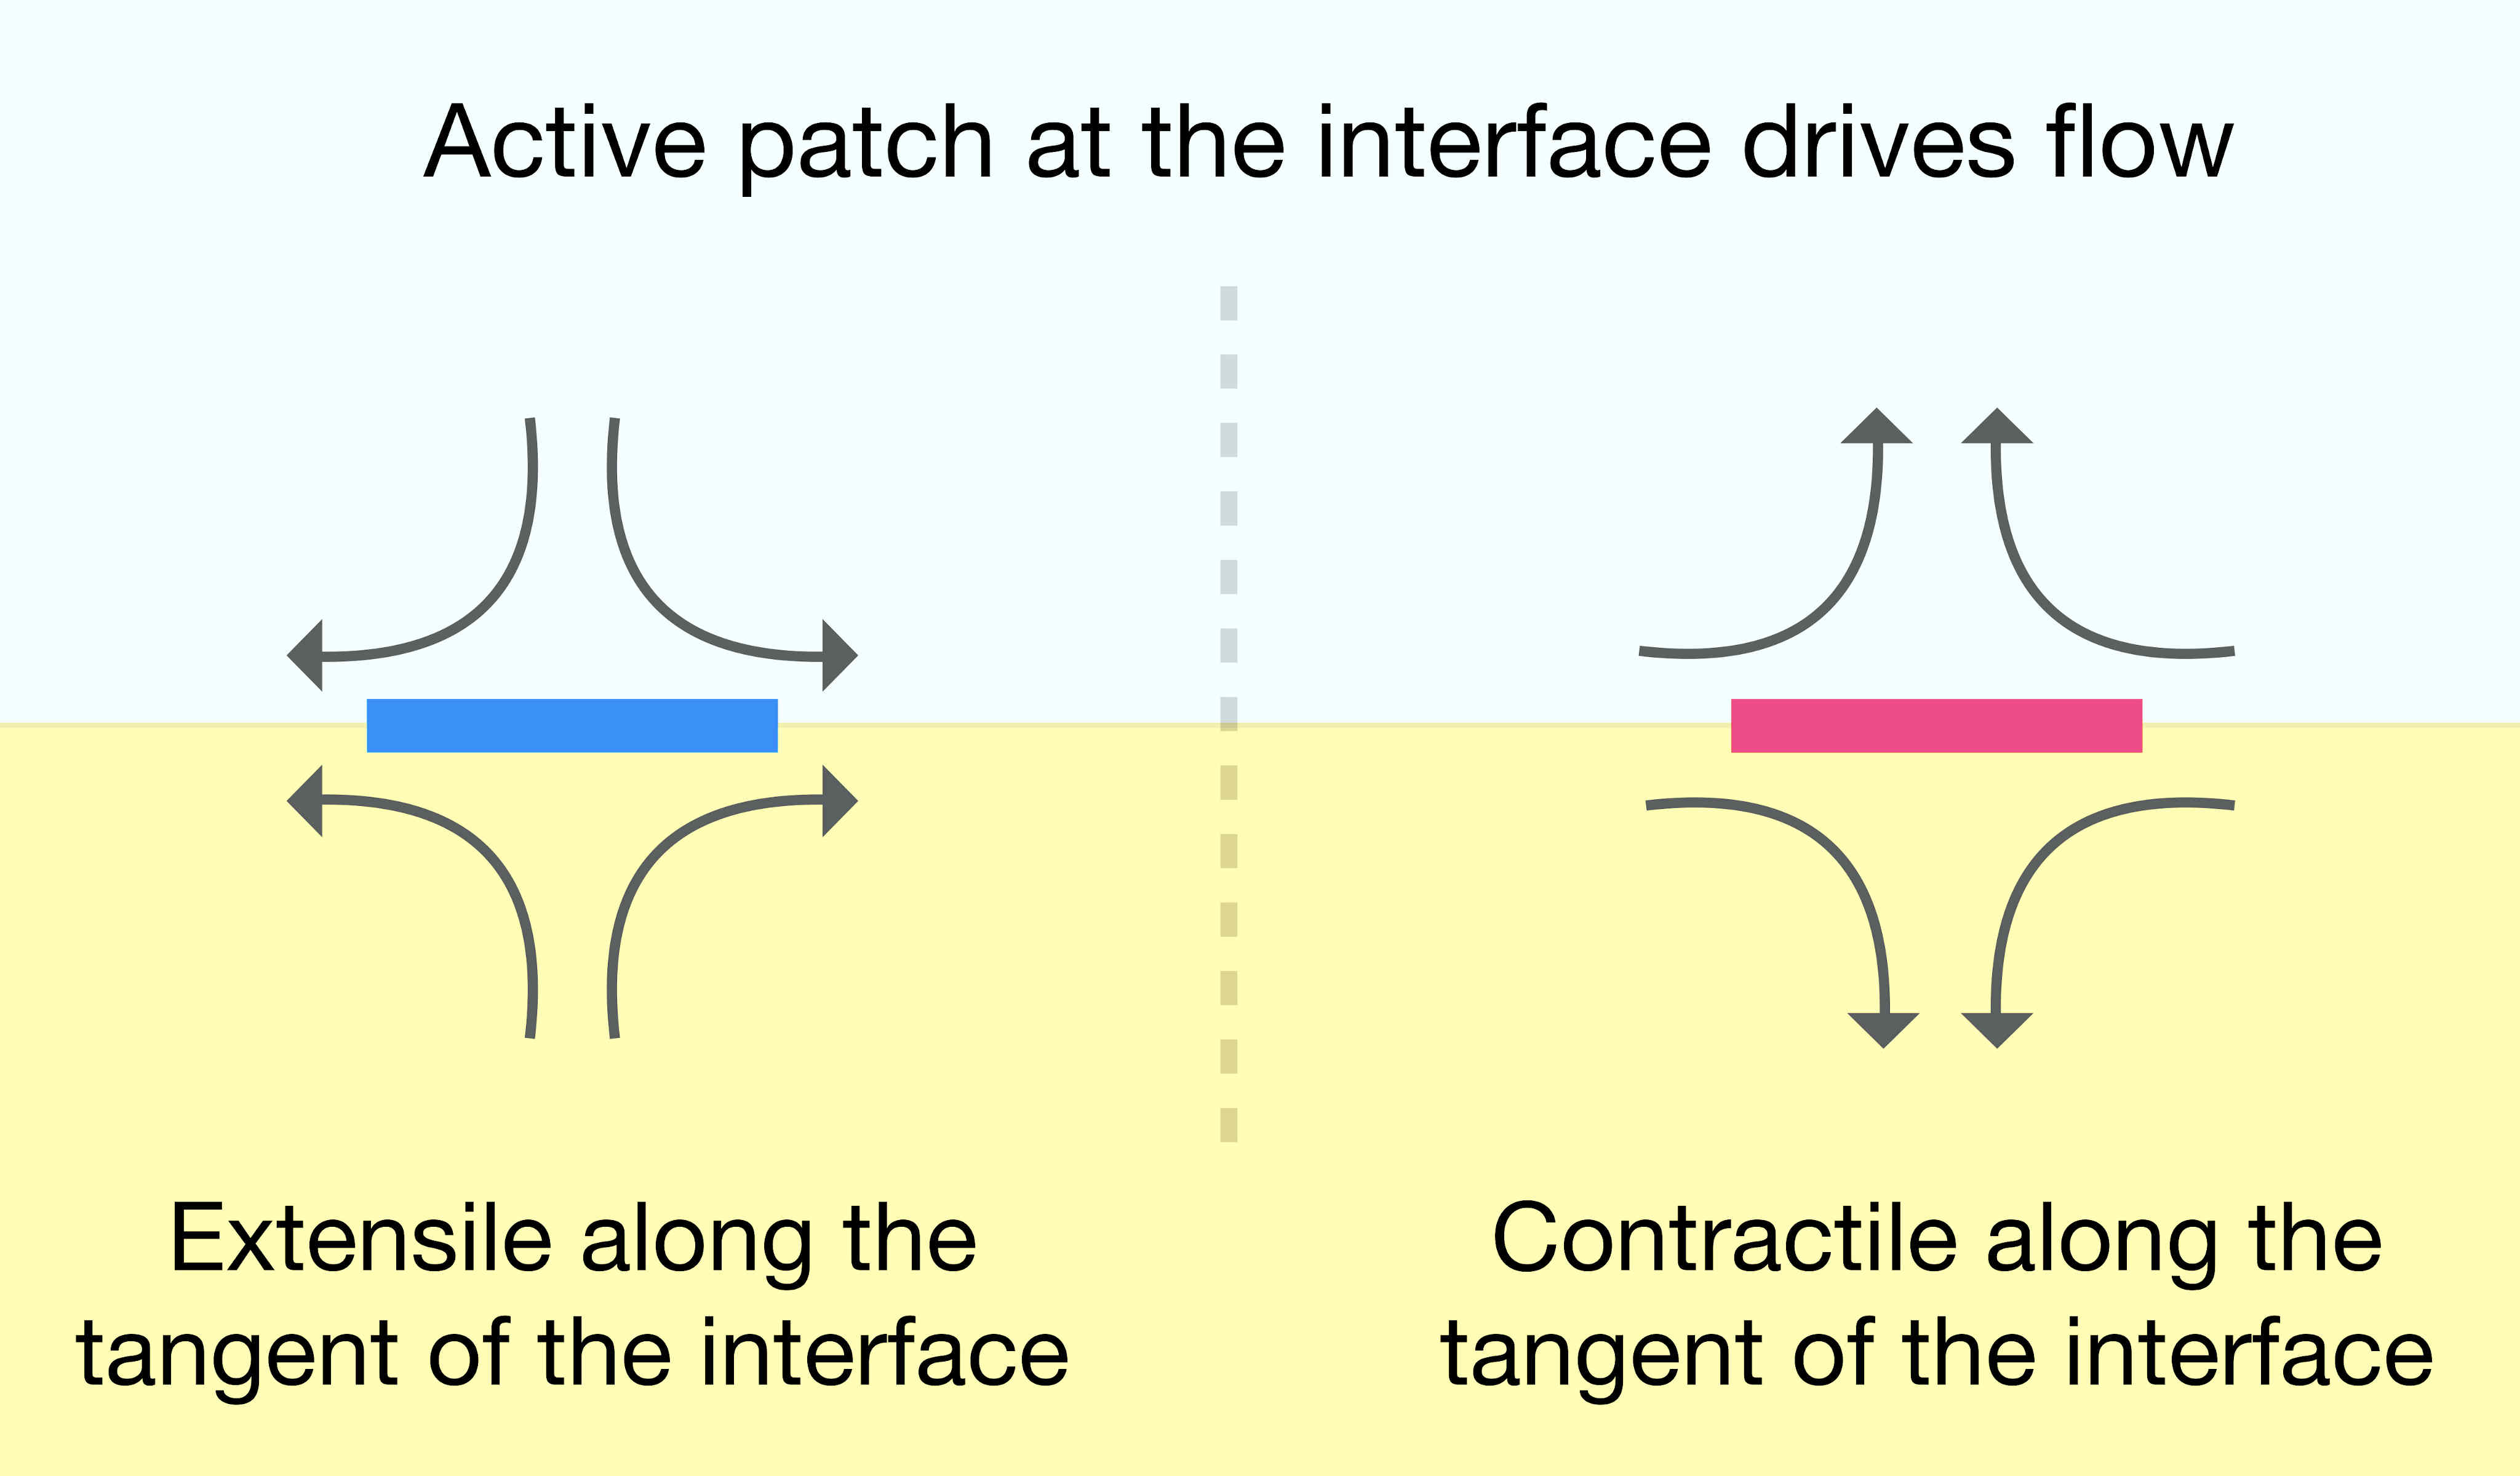 Active patch at the interface drives flow
Extensile along the
tangent of the interface
Contractile along the
tangent of the interface